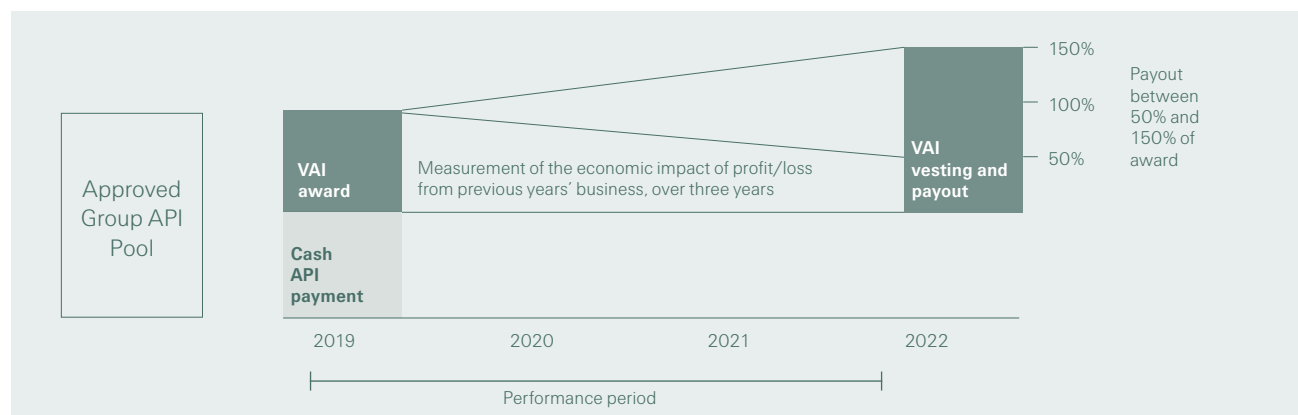 Approved
Group API
Pool
VAI
award
Cash
API
payment
Measurement of the economic impact of profit/loss
from previous years’ business, over three years
VAI
vesting and
payout
150%
100%
50%
Payout
between
50% and
150% of
award
2019 2020 2021 2022
Performance period